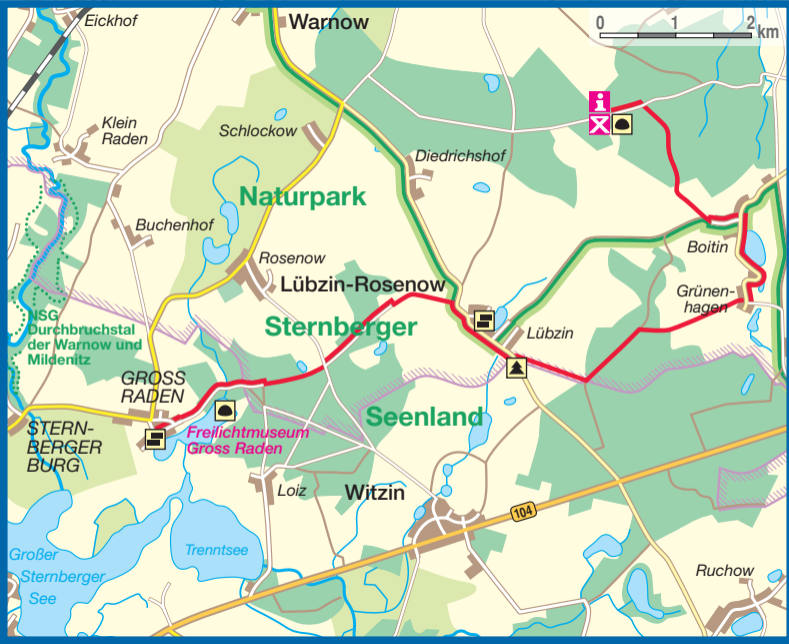 Eickhof
Warnow
0 1 2
km
i
Klein
Raden
Schlockow
Diedrichshof
Naturpark
Buchenhof
Boitin
Rosenow
Lübzin-Rosenow
Grünen-
hagen
NSG
Durchbruchstal
der Warnow und
Mildenitz
Sternberger
Lübzin
GROSS
RADEN
Seenland
STERN-
BERGER
BURG
Freilichtmuseum
Gross Raden
Loiz
Witzin
104
Großer
Sternberger
See
Trenntsee
Ruchow